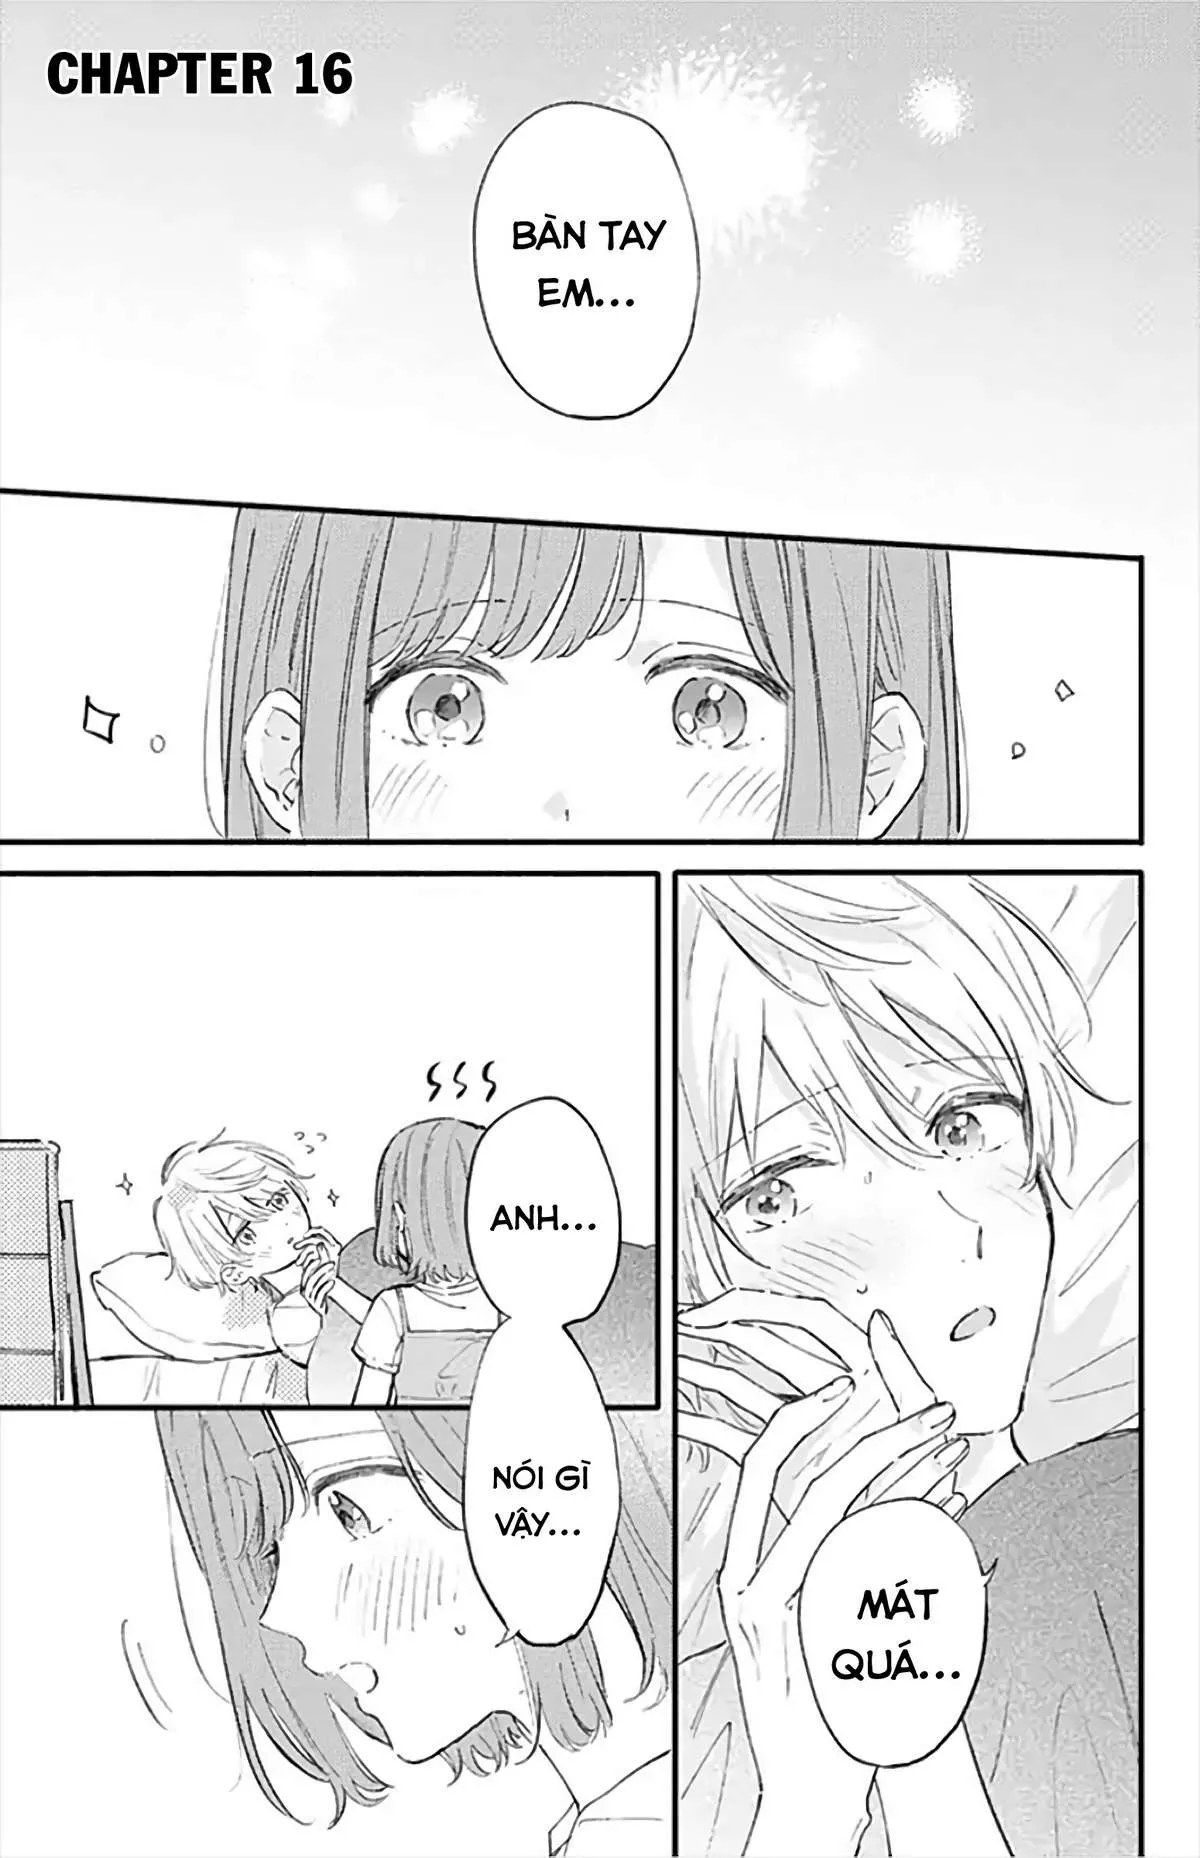 CHAPTER 16
BÀN TAY
EM...
MÁT
QUÁ...
ANH...
NÓI GÌ
VẬY...